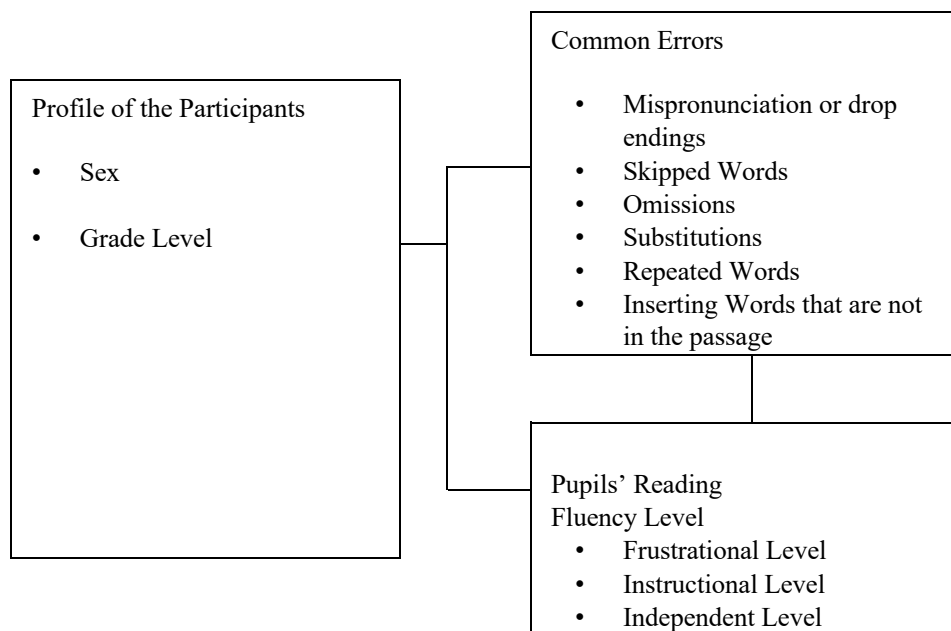 Profile of the Participants
• Sex
• Grade Level
Common Errors
• Mispronunciation or drop
endings
• Skipped Words
• Omissions
• Substitutions
• Repeated Words
• Inserting Words that are not
in the passage
Pupils’ Reading
Fluency Level
• Frustrational Level
• Instructional Level
• Independent Level